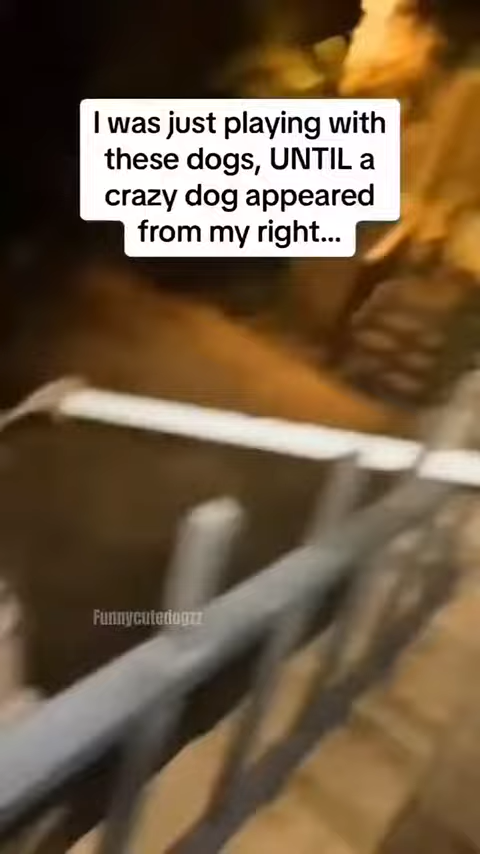 I was just playing with
these dogs, UNTIL a
crazy dog appeared
from my right...
Funnycutedogzz